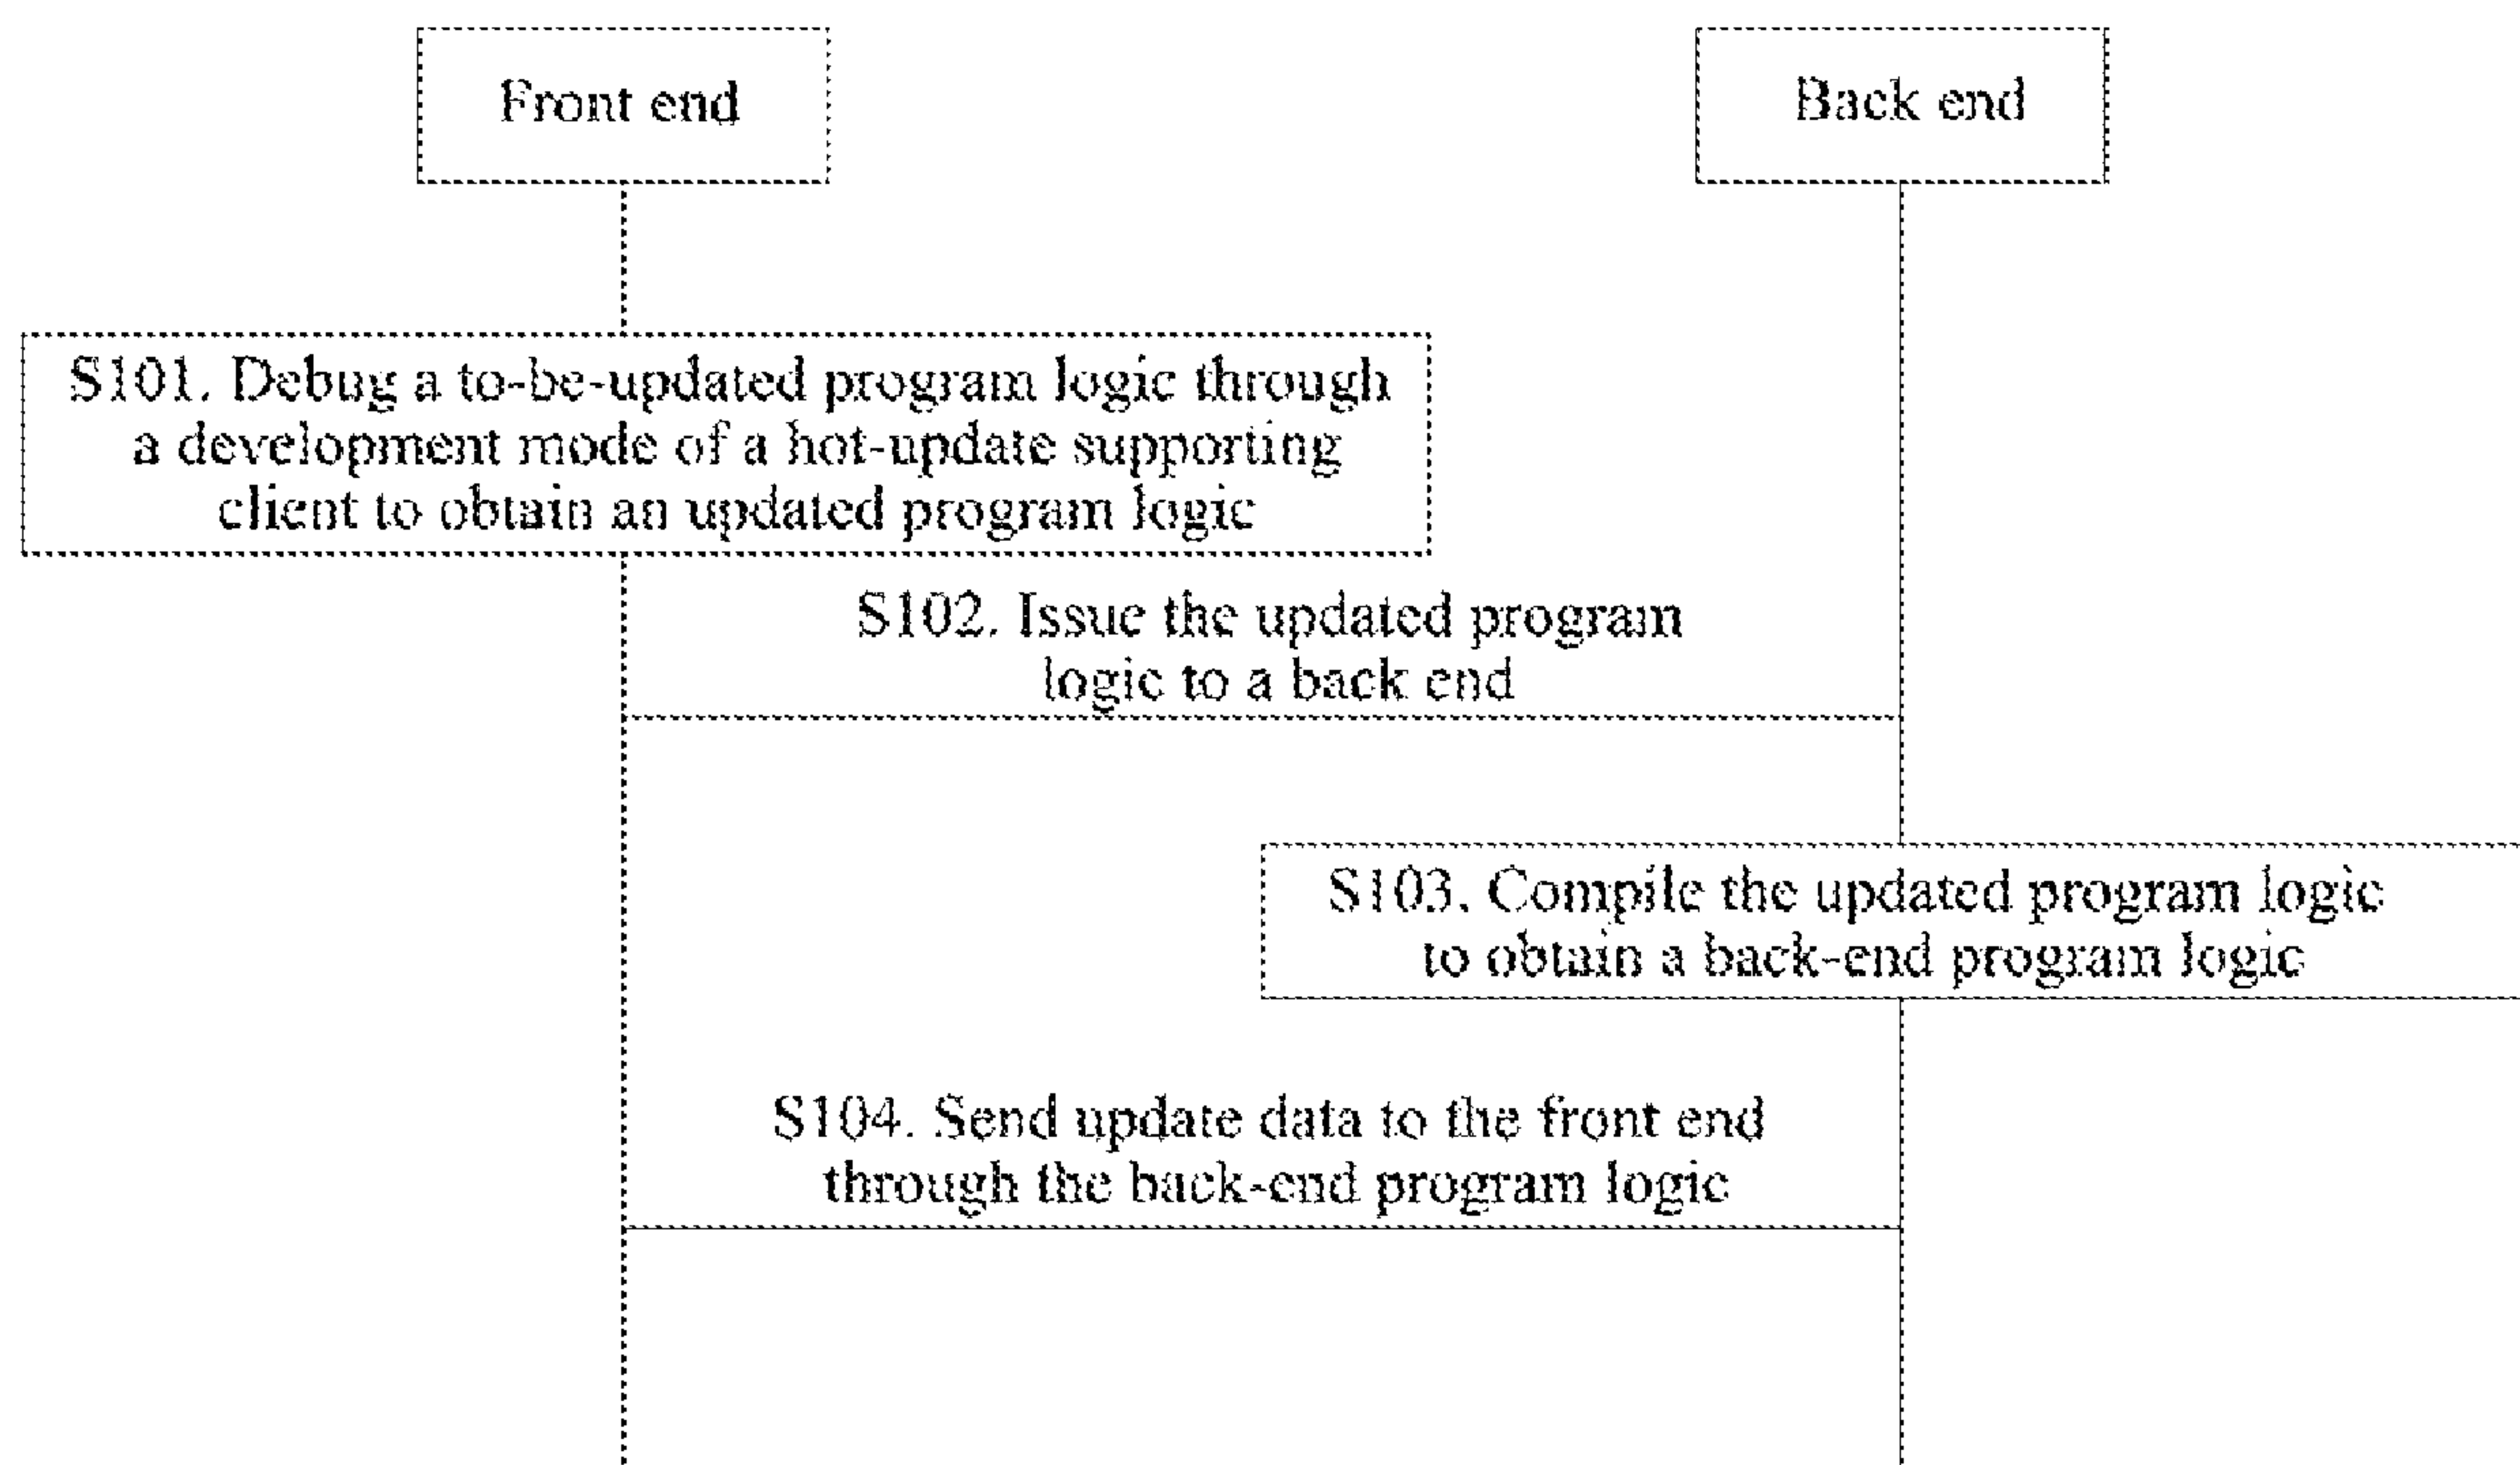 Front end
Back end
S101. Debug a to-be-updated program logic through
a development mode of a hot-update supporting
client to obtain an updated program logic
S102. Issue the updated program
logic to a back end
S103. Compile the updated program logic
to obtain a back-end program logic
S104. Send update data to the front end
through the back-end program logic